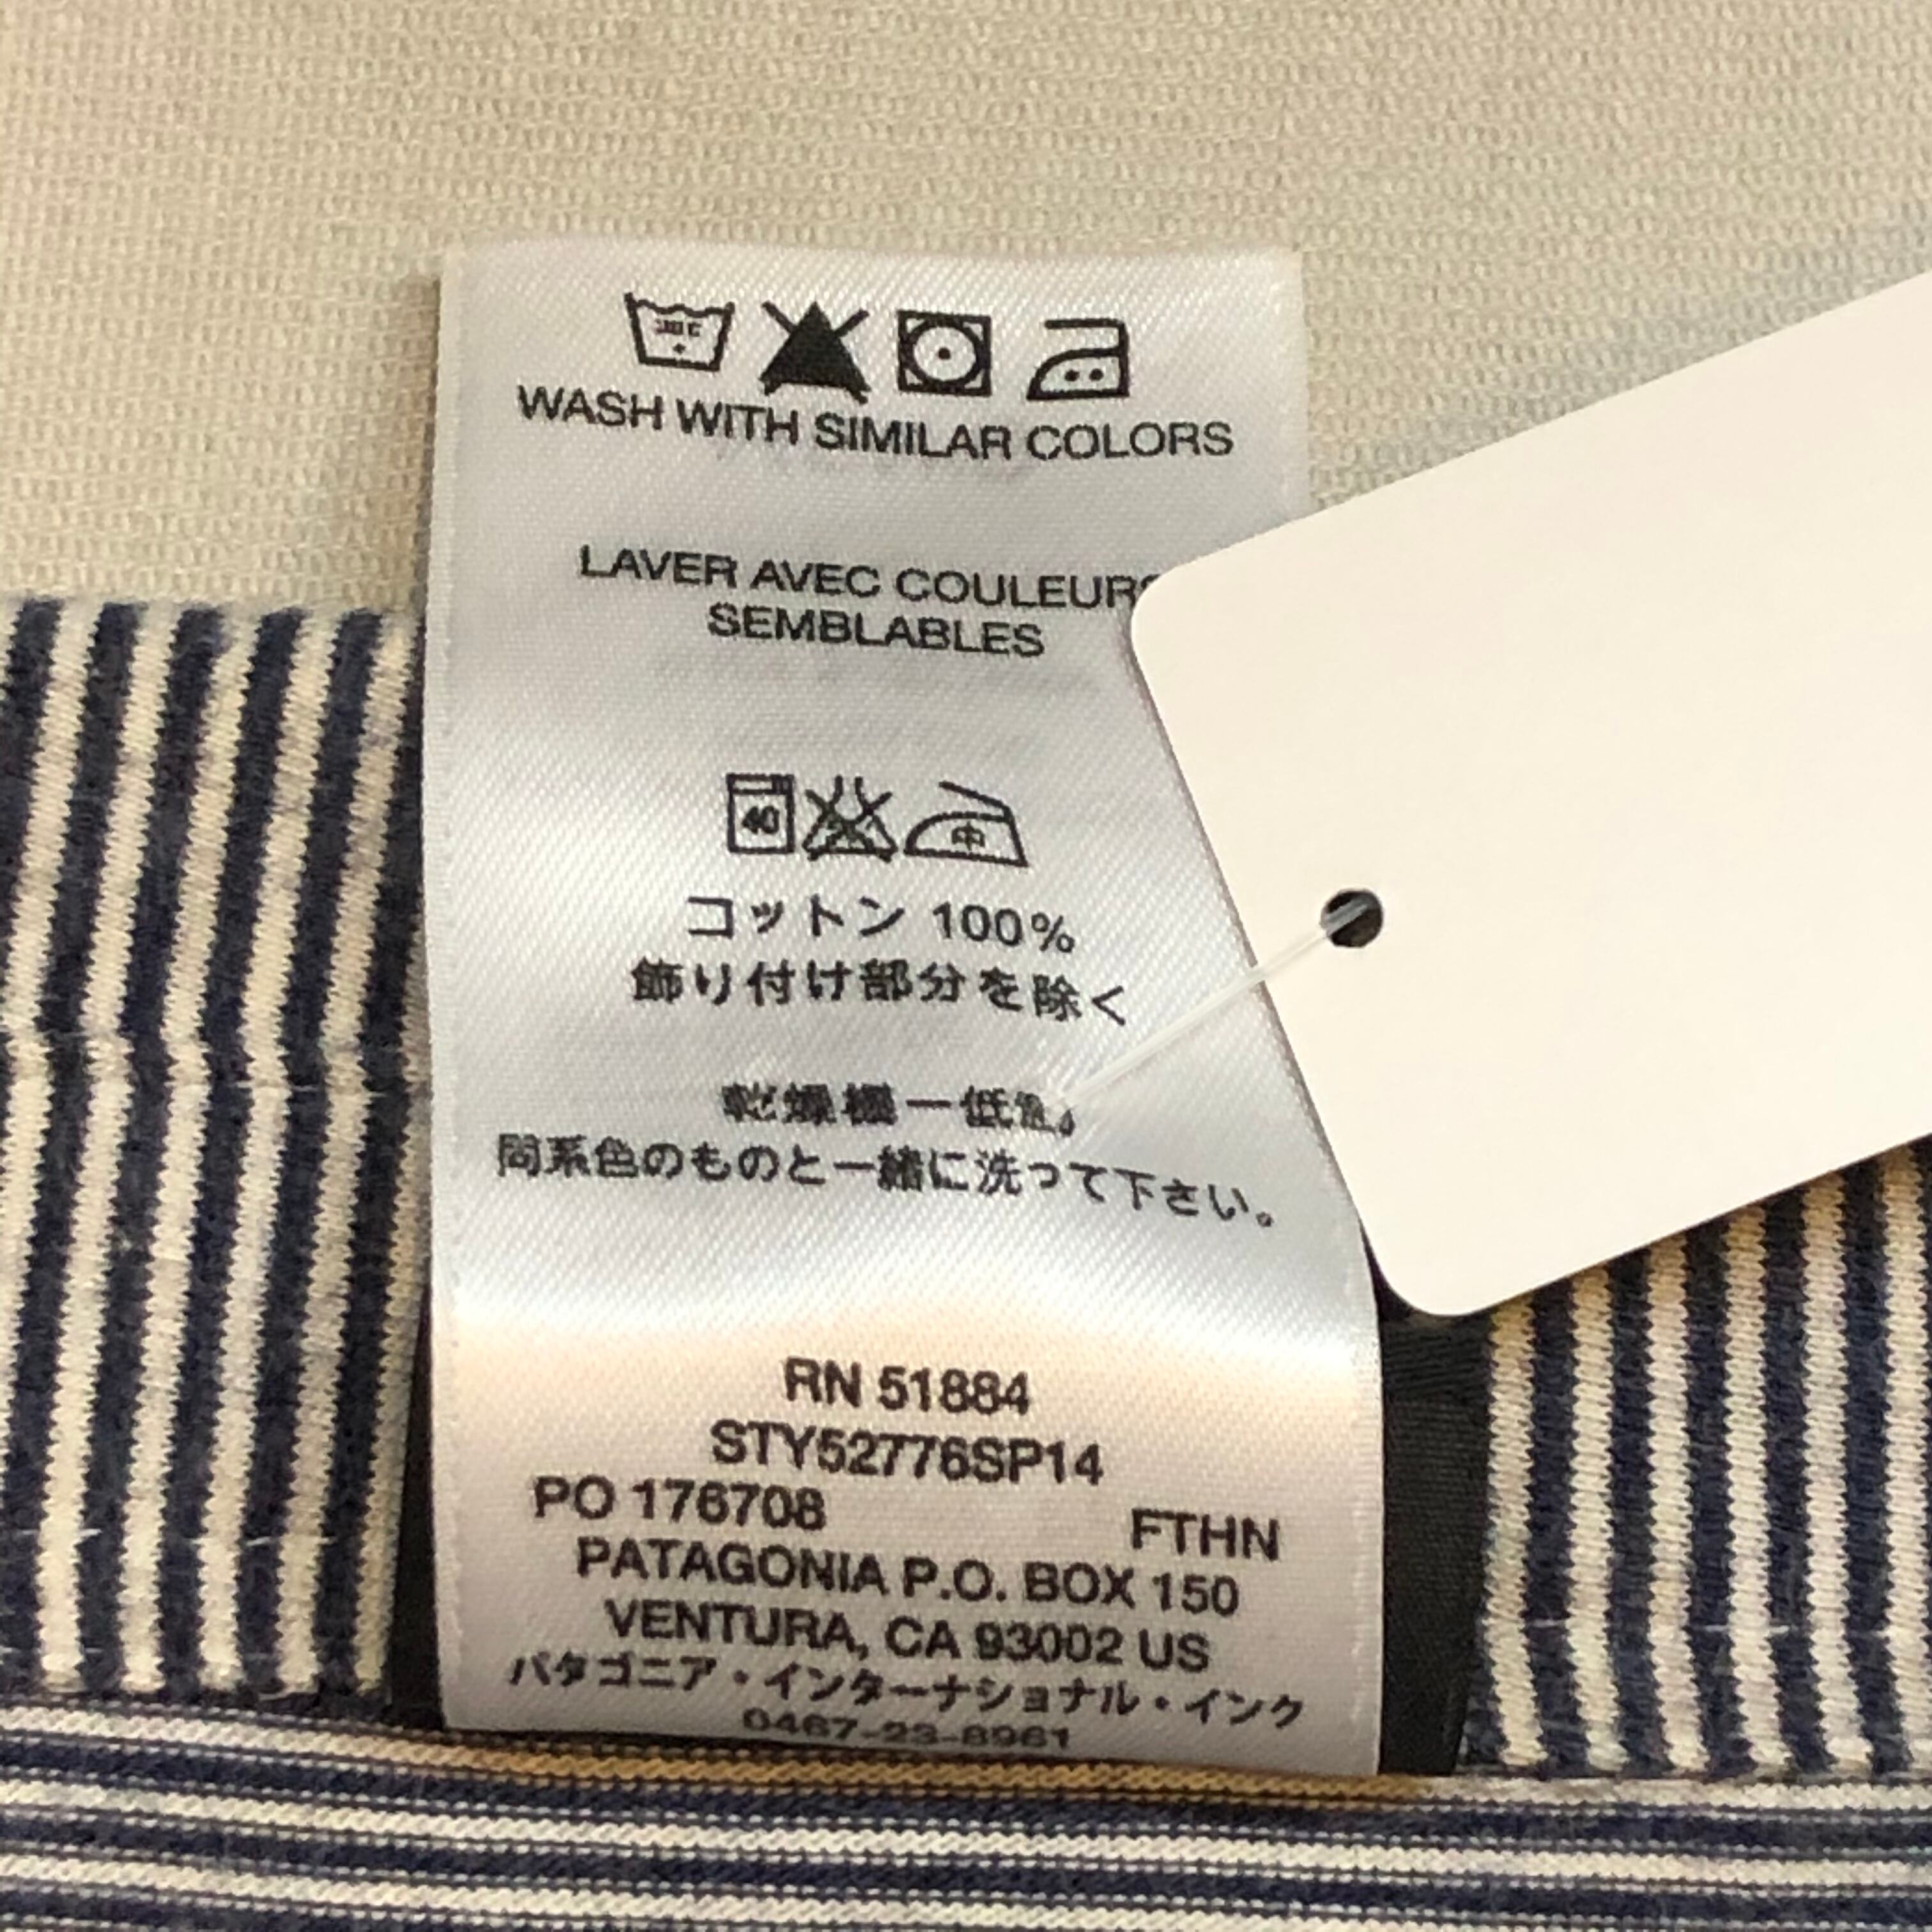 WASH WITH SIMILAR COLORS
LAVER AVEC COULEURS
SEMBLABLES
40
中
コットン 100%
飾り付け部分を除く
乾燥機ー低温。
同系色のものと一緒に洗って下さい。
RN 51884
STY52776SP14
PO 176708 FTHN
PATAGONIA P.O. BOX 150
VENTURA, CA 93002 US
パタゴニア・インターナショナル・インク
0467-23-8961